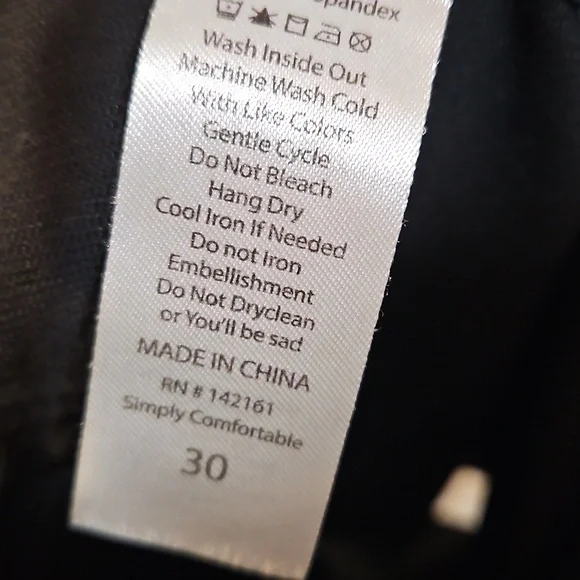 pandex
Wash Inside Out
Machine Wash Cold
With Like Colors
Gentle Cycle
Do Not Bleach
Hang Dry
Cool Iron If Needed
Do not Iron
Embellishment
Do Not Dryclean
or You'll be sad
MADE IN CHINA
RN # 142161
Simply Comfortable
30